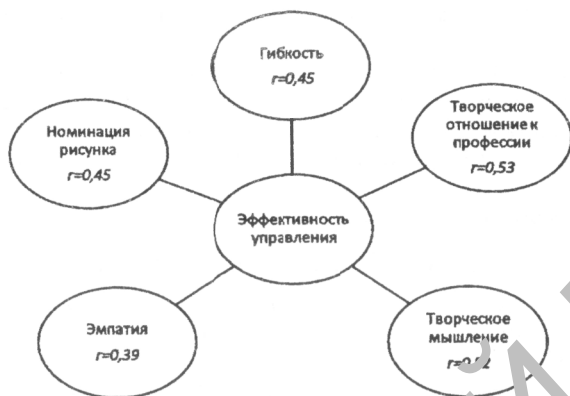 Гибкость
r=0,45
Номинация
рисунка
r=0,45
Творческое
отношение к
профессии
r=0,53
Эффективность
управления
Эмпатия
r=0,39
Творческое
мышление